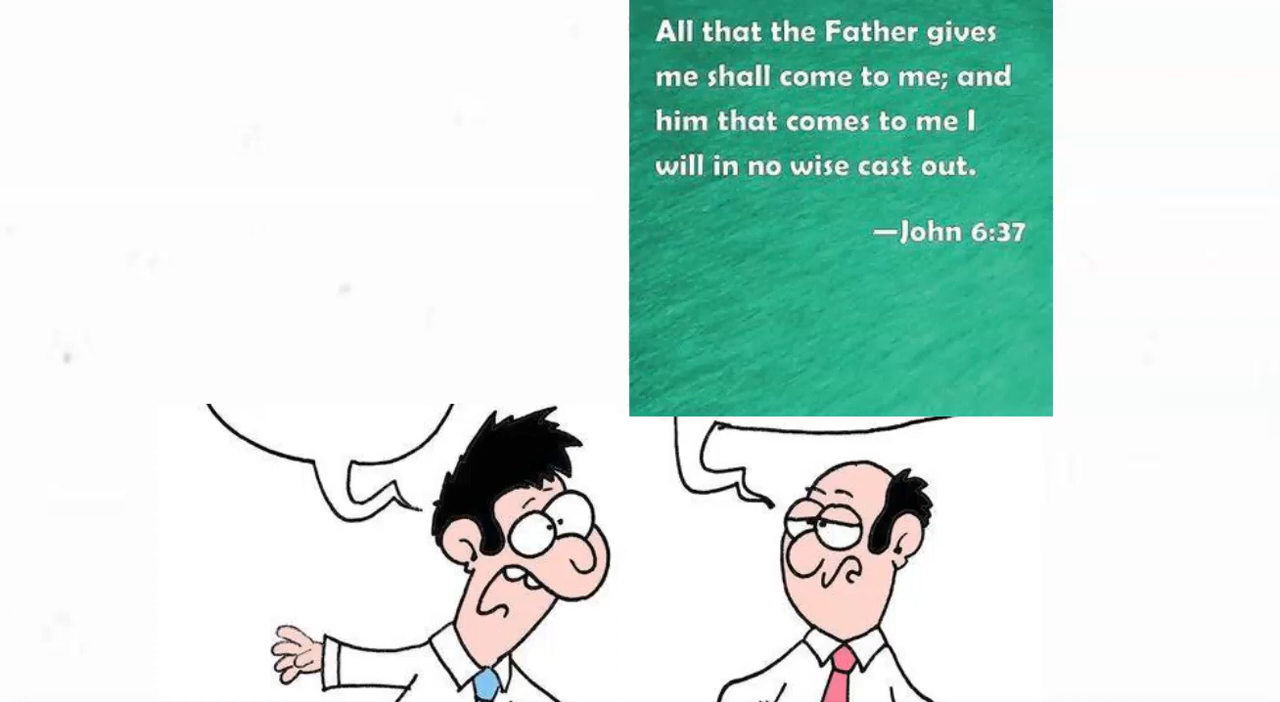 All that the Father gives
me shall come to me; and
him that comes to me I
will in no wise cast out.
—John 6:37